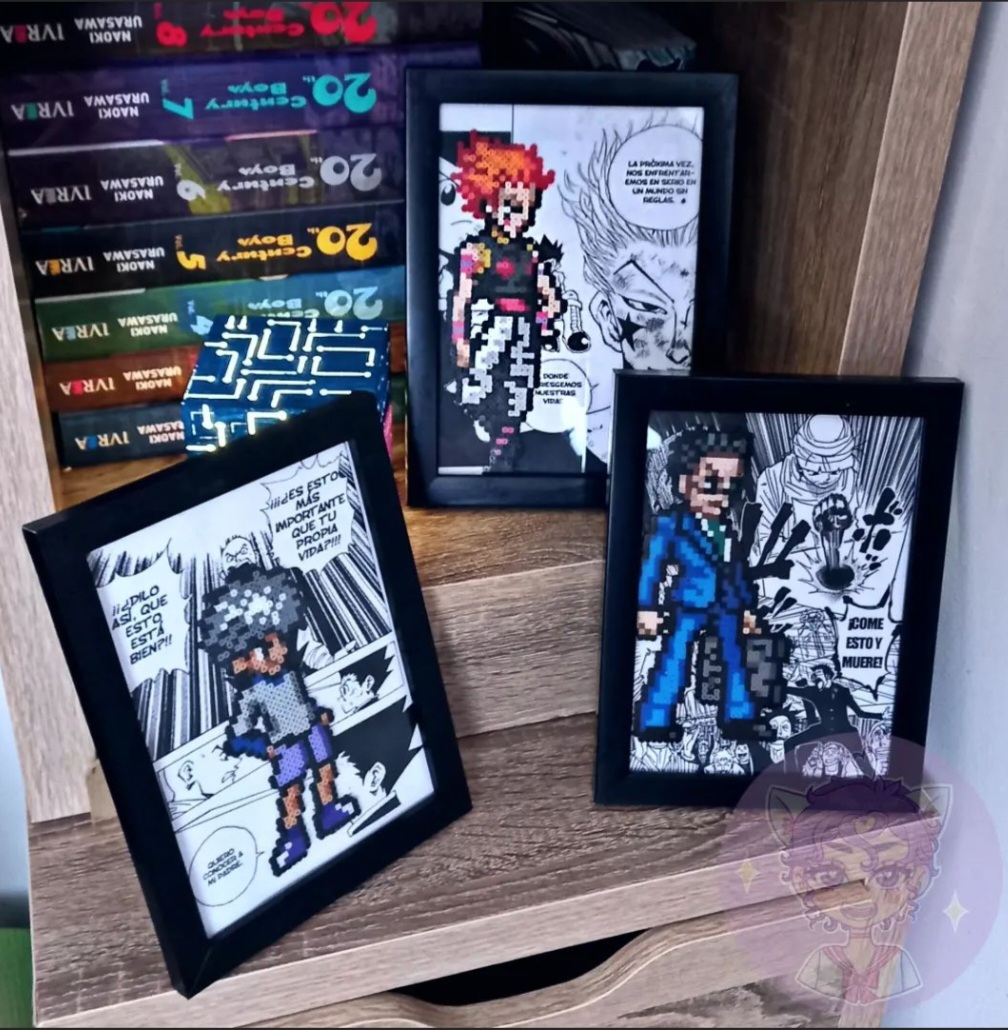 20th Century Boys 8 NAOKI URASAWA IVREA
20th Century Boys Vol. 7 NAOKI URASAWA IVREA
20th Century Boys 6 NAOKI URASAWA IVREA
20th Century Boys Vol. 5 NAOKI URASAWA IVREA
20th Century Boys 4 NAOKI URASAWA IVREA
NAOKI URASAWA IVREA
NAOKI URASAWA IVREA
LA PRÓXIMA VEZ,
NOS ENFRENTAR-
EMOS EN SERIO EN
UN MUNDO SIN
REGLAS.
DONDE
NUESTRAS
VIDA
¡¡¡¿ES ESTO
MÁS
IMPORTANTE
QUE TU
PROPIA
VIDA?!!!
¡¡¿DILO
ASÍ, QUE
ESTO
ESTÁ
BIEN?!!
QUIERO
CONOCER A
MI PADRE.
¡COME
ESTO Y
MUERE!